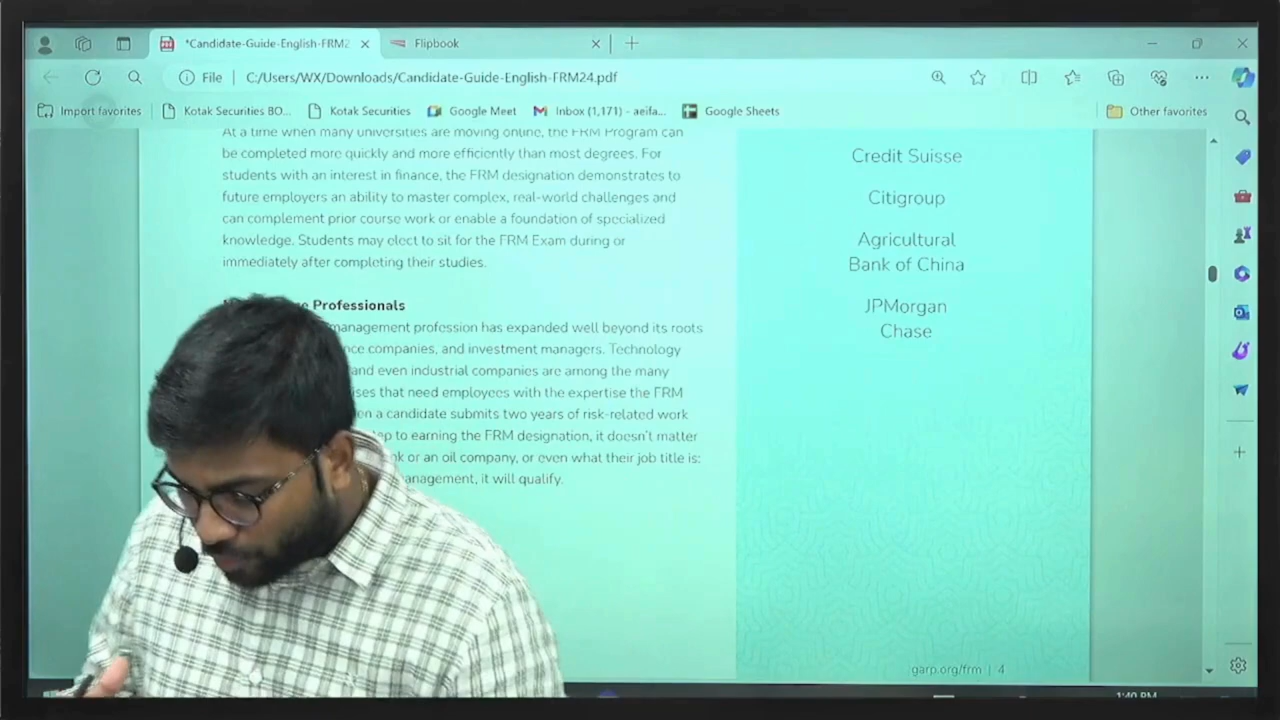 *Candidate-Guide-English-FRM2
Flipbook
File
C:/Users/WX/Downloads/Candidate-Guide-English-FRM24.pdf
Import favorites
Kotak Securities BO...
Kotak Securities
Google Meet
Inbox (1,171) - aeifa...
Google Sheets
Other favorites
At a time when many universities are moving online, the FRM Program can
be completed more quickly and more efficiently than most degrees. For
students with an interest in finance, the FRM designation demonstrates to
future employers an ability to master complex, real-world challenges and
can complement prior course work or enable a foundation of specialized
knowledge. Students may elect to sit for the FRM Exam during or
immediately after completing their studies.
Professionals
management profession has expanded well beyond its roots
companies, and investment managers. Technology
and even industrial companies are among the many
that need employees with the expertise the FRM
a candidate submits two years of risk-related work
to earning the FRM designation, it doesn't matter
or an oil company, or even what their job title is:
it will qualify.
Credit Suisse
Citigroup
Agricultural
Bank of China
JPMorgan
Chase
garp.org/frm | 4
1:40 PM